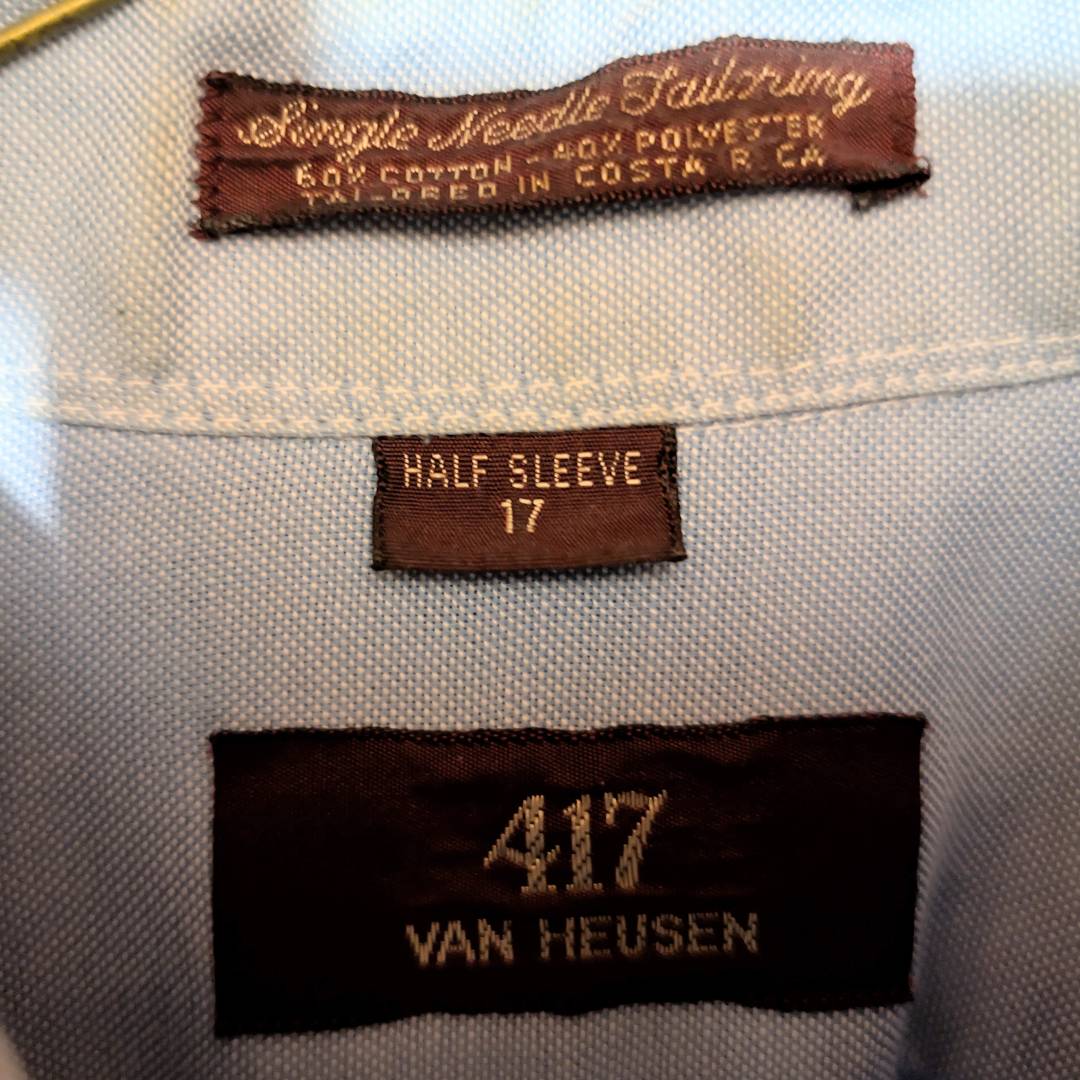 Single Needle Tailoring
60% COTTON - 40% POLYESTER
TAILORED IN COSTA RICA
HALF SLEEVE
17
417
VAN HEUSEN